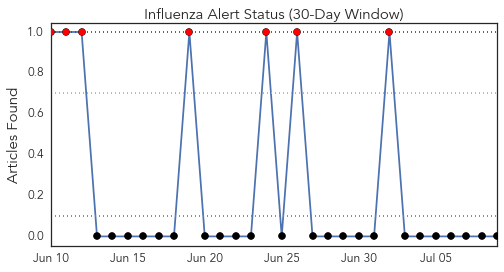 Influenza Alert Status (30-Day Window)
Articles Found
1.0
0.8
0.6
0.4
0.2
0.0
Jun 10
Jun 15
Jun 20
Jun 25
Jun 30
Jul 05